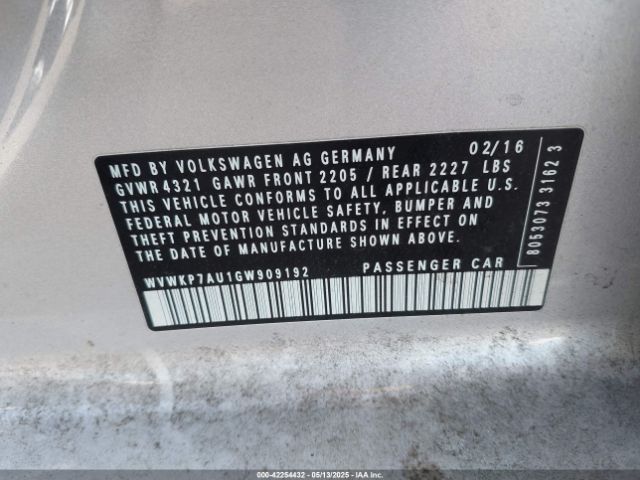 MFD BY VOLKSWAGEN AG GERMANY 02/16
GVWR 4321 GAWR FRONT 2205 / REAR 2227 LBS
THIS VEHICLE CONFORMS TO ALL APPLICABLE U.S.
FEDERAL MOTOR VEHICLE SAFETY, BUMPER AND
THEFT PREVENTION STANDARDS IN EFFECT ON
THE DATE OF MANUFACTURE SHOWN ABOVE.
WVWKP7AU1GW909192 PASSENGER CAR
8053073 3162 3
000-42254432 - 05/13/2025 - IAAI.COM